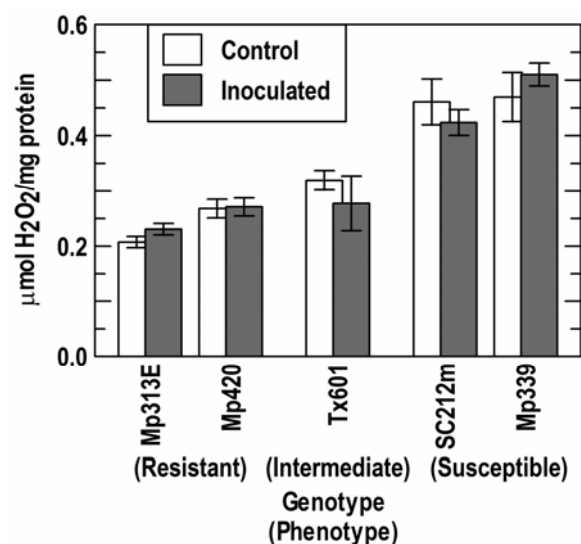 μmol H₂O₂/mg protein
0.6
0.4
0.2
0.0
Control
Inoculated
Mp313E
Mp420
Tx601
SC212m
Mp339
(Resistant)
(Intermediate)
(Susceptible)
Genotype
(Phenotype)